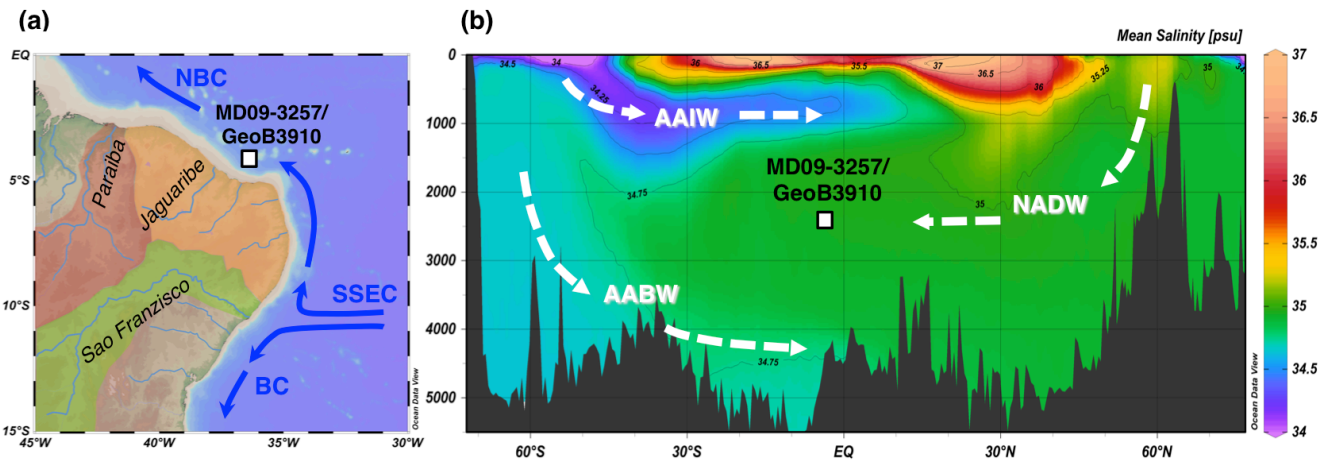 (a)
EQ
5°S
10°S
15°S
45°W
40°W
35°W
30°W
NBC
MD09-3257/
GeoB3910
Paraiba
Jaguaribe
Sao Franzisco
SSEC
BC
Ocean Data View
(b)
Mean Salinity [psu]
0
1000
2000
3000
4000
5000
60°S
30°S
EQ
30°N
60°N
34.5
34
34.25
36
36.5
35.5
37
36.5
36
35.25
35
34.75
35
34.75
AAIW
MD09-3257/
GeoB3910
NADW
AABW
Ocean Data View
37
36.5
36
35.5
35
34.5
34